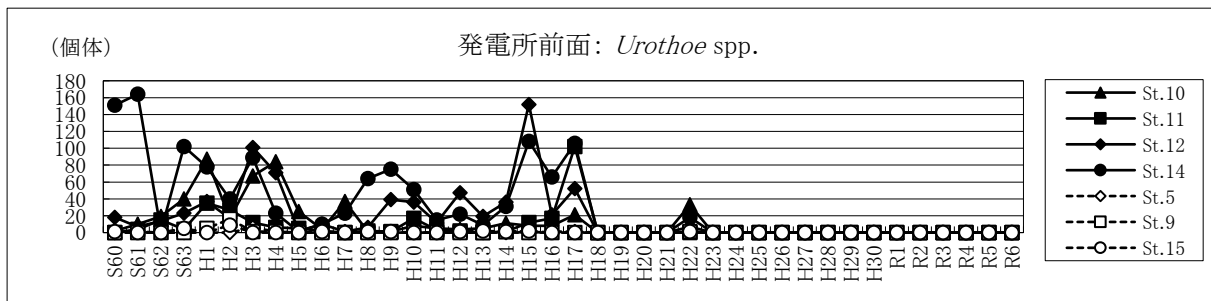 発電所前面: Urothoe spp.
(個体)
180
160
140
120
100
80
60
40
20
0
S60
S61
S62
S63
H1
H2
H3
H4
H5
H6
H7
H8
H9
H10
H11
H12
H13
H14
H15
H16
H17
H18
H19
H20
H21
H22
H23
H24
H25
H26
H27
H28
H29
H30
R1
R2
R3
R4
R5
R6
St.10
St.11
St.12
St.14
St.5
St.9
St.15